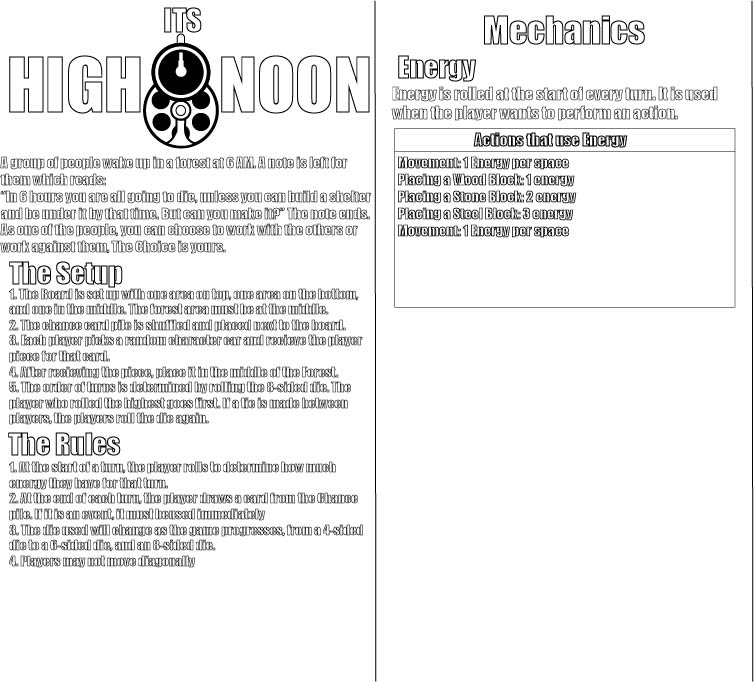 ITS
HIGH NOON
A group of people wake up in a forest at 6 AM. A note is left for
them which reads:
"In 6 hours you are all going to die, unless you can build a shelter
and be under it by that time. But can you make it?" The note ends.
As one of the people, you can choose to work with the others or
work against them, The Choice is yours.
The Setup
1. The Board is set up with one area on top, one area on the bottom,
and one in the middle. The forest area must be at the middle.
2. The chance card pile is shuffled and placed next to the board.
3. Each player picks a random character car and recieve the player
piece for that card.
4. After recieving the piece, place it in the middle of the Forest.
5. The order of turns is determined by rolling the 8-sided die. The
player who rolled the highest goes first. If a tie is made between
players, the players roll the die again.
The Rules
1. At the start of a turn, the player rolls to determine how much
energy they have for that turn.
2. At the end of each turn, the player draws a card from the Chance
pile. If it is an event, it must beused immediately
3. The die used will change as the game progresses, from a 4-sided
die to a 6-sided die, and an 8-sided die.
4. Players may not move diagonally
Mechanics
Energy
Energy is rolled at the start of every turn. It is used
when the player wants to perform an action.
Actions that use Energy
Movement: 1 Energy per space
Placing a Wood Block: 1 energy
Placing a Stone Block: 2 energy
Placing a Steel Block: 3 energy
Movement: 1 Energy per space